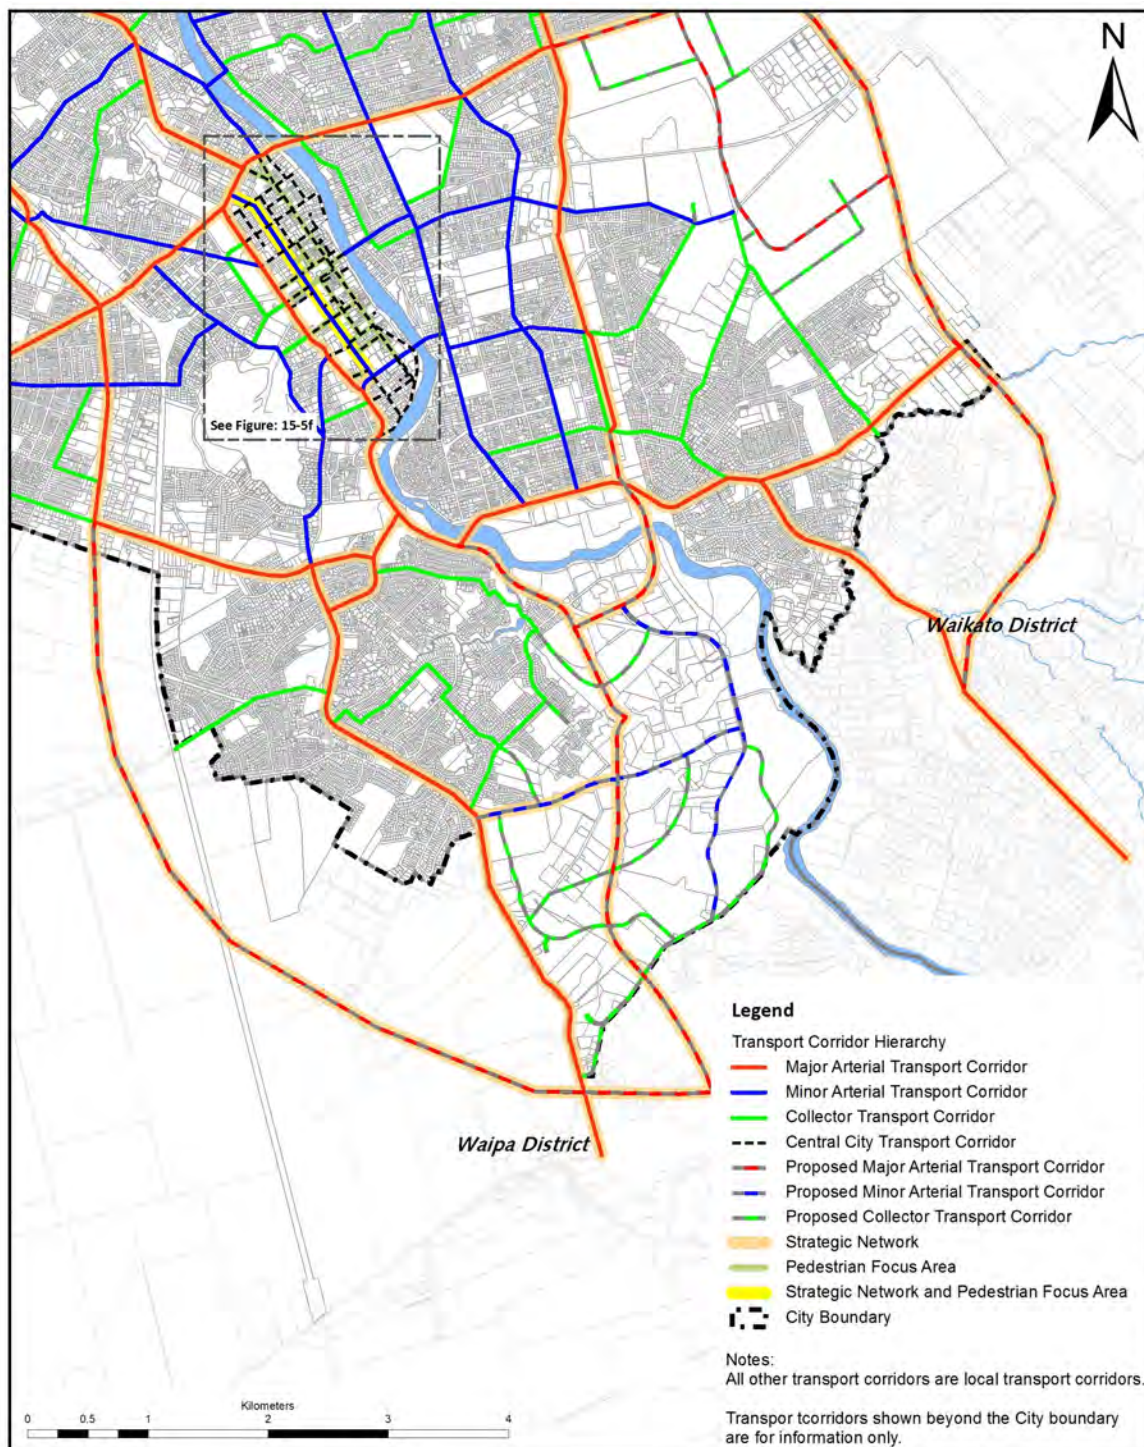 N
See Figure: 15-5f
Waikato District
Waipa District
Legend
Transport Corridor Hierarchy
Major Arterial Transport Corridor
Minor Arterial Transport Corridor
Collector Transport Corridor
Central City Transport Corridor
Proposed Major Arterial Transport Corridor
Proposed Minor Arterial Transport Corridor
Proposed Collector Transport Corridor
Strategic Network
Pedestrian Focus Area
Strategic Network and Pedestrian Focus Area
City Boundary
Notes:
All other transport corridors are local transport corridors.
Transpor tcorridors shown beyond the City boundary
are for information only.
Kilometers
0 0.5 1 2 3 4